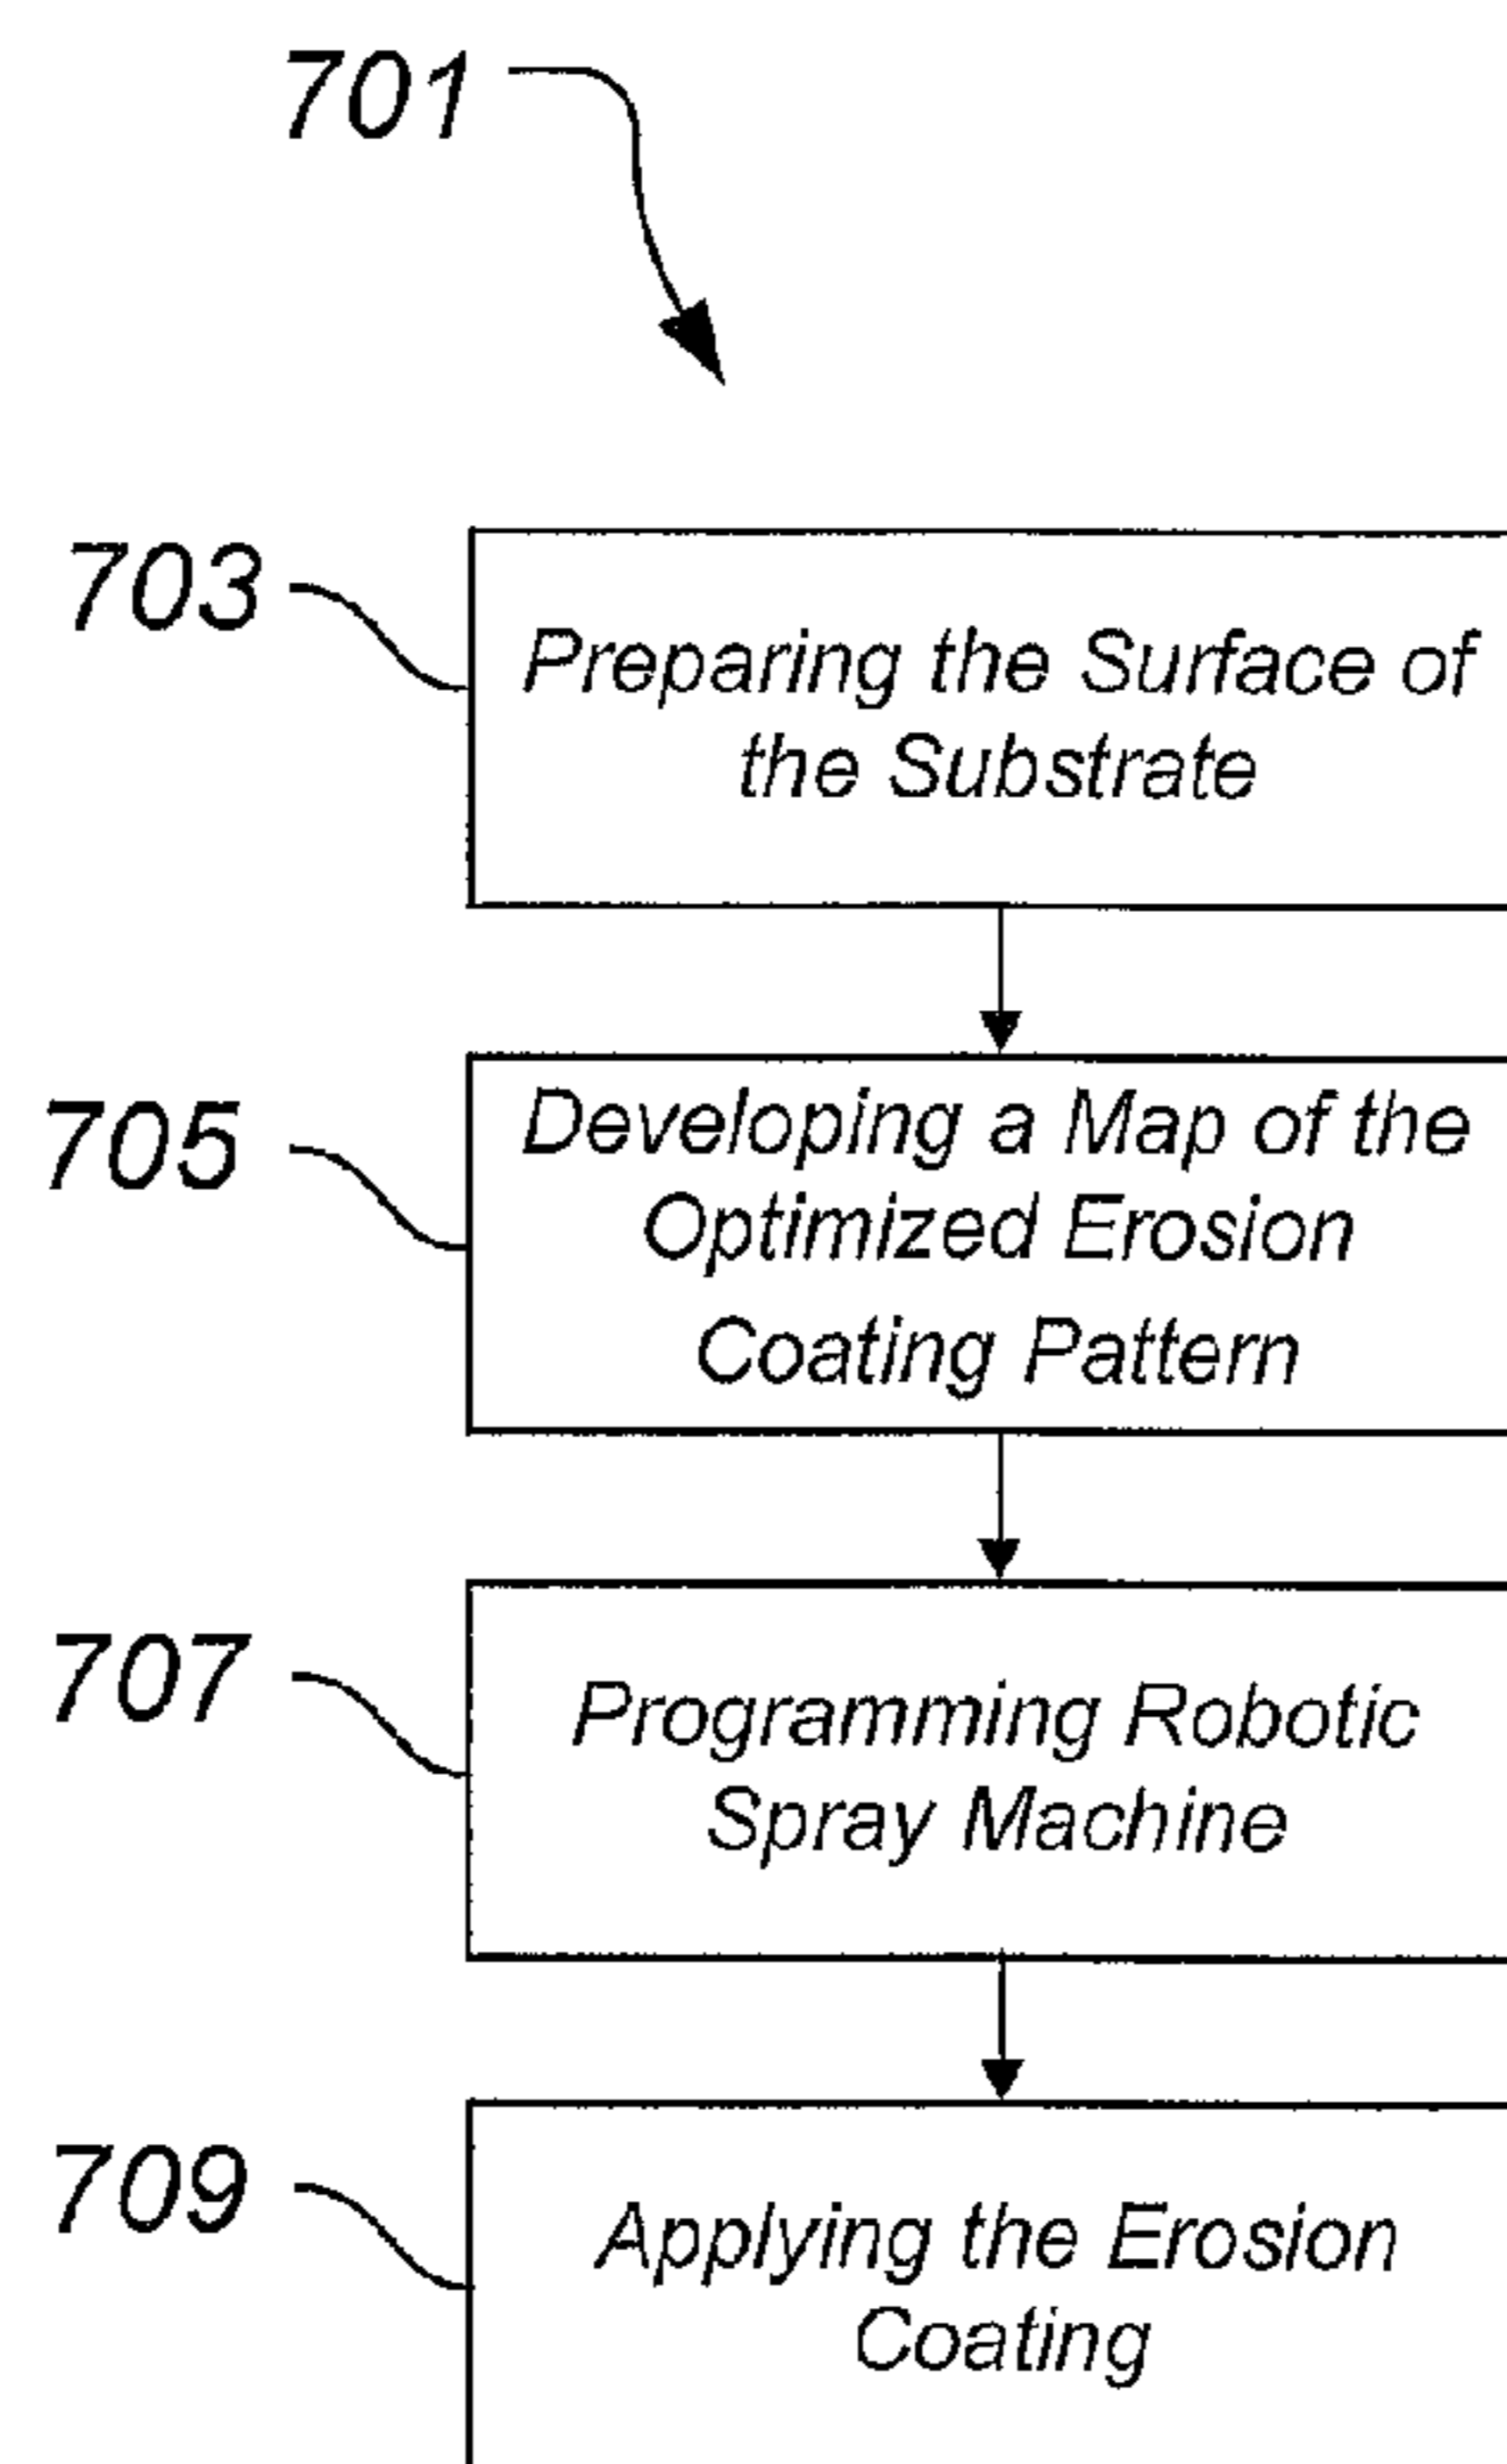 701
703
Preparing the Surface of
the Substrate
705
Developing a Map of the
Optimized Erosion
Coating Pattern
707
Programming Robotic
Spray Machine
709
Applying the Erosion
Coating